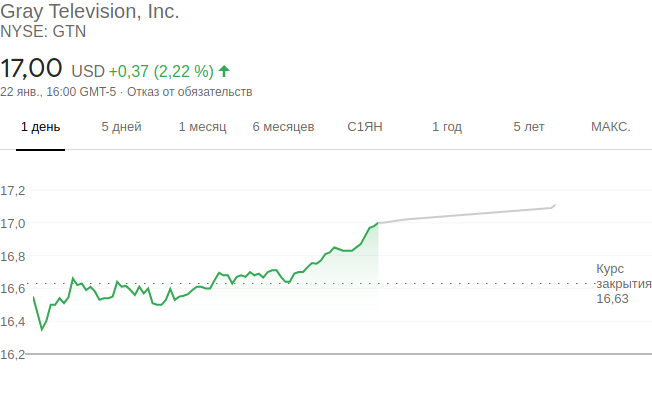 Gray Television, Inc.
NYSE: GTN
17,00 USD +0,37 (2,22 %)
22 янв., 16:00 GMT-5 · Отказ от обязательств
1 день 5 дней 1 месяц 6 месяцев С1ЯН 1 год 5 лет МАКС.
17,2
17,0
16,8
16,6
16,4
16,2
Курс
закрытия
16,63